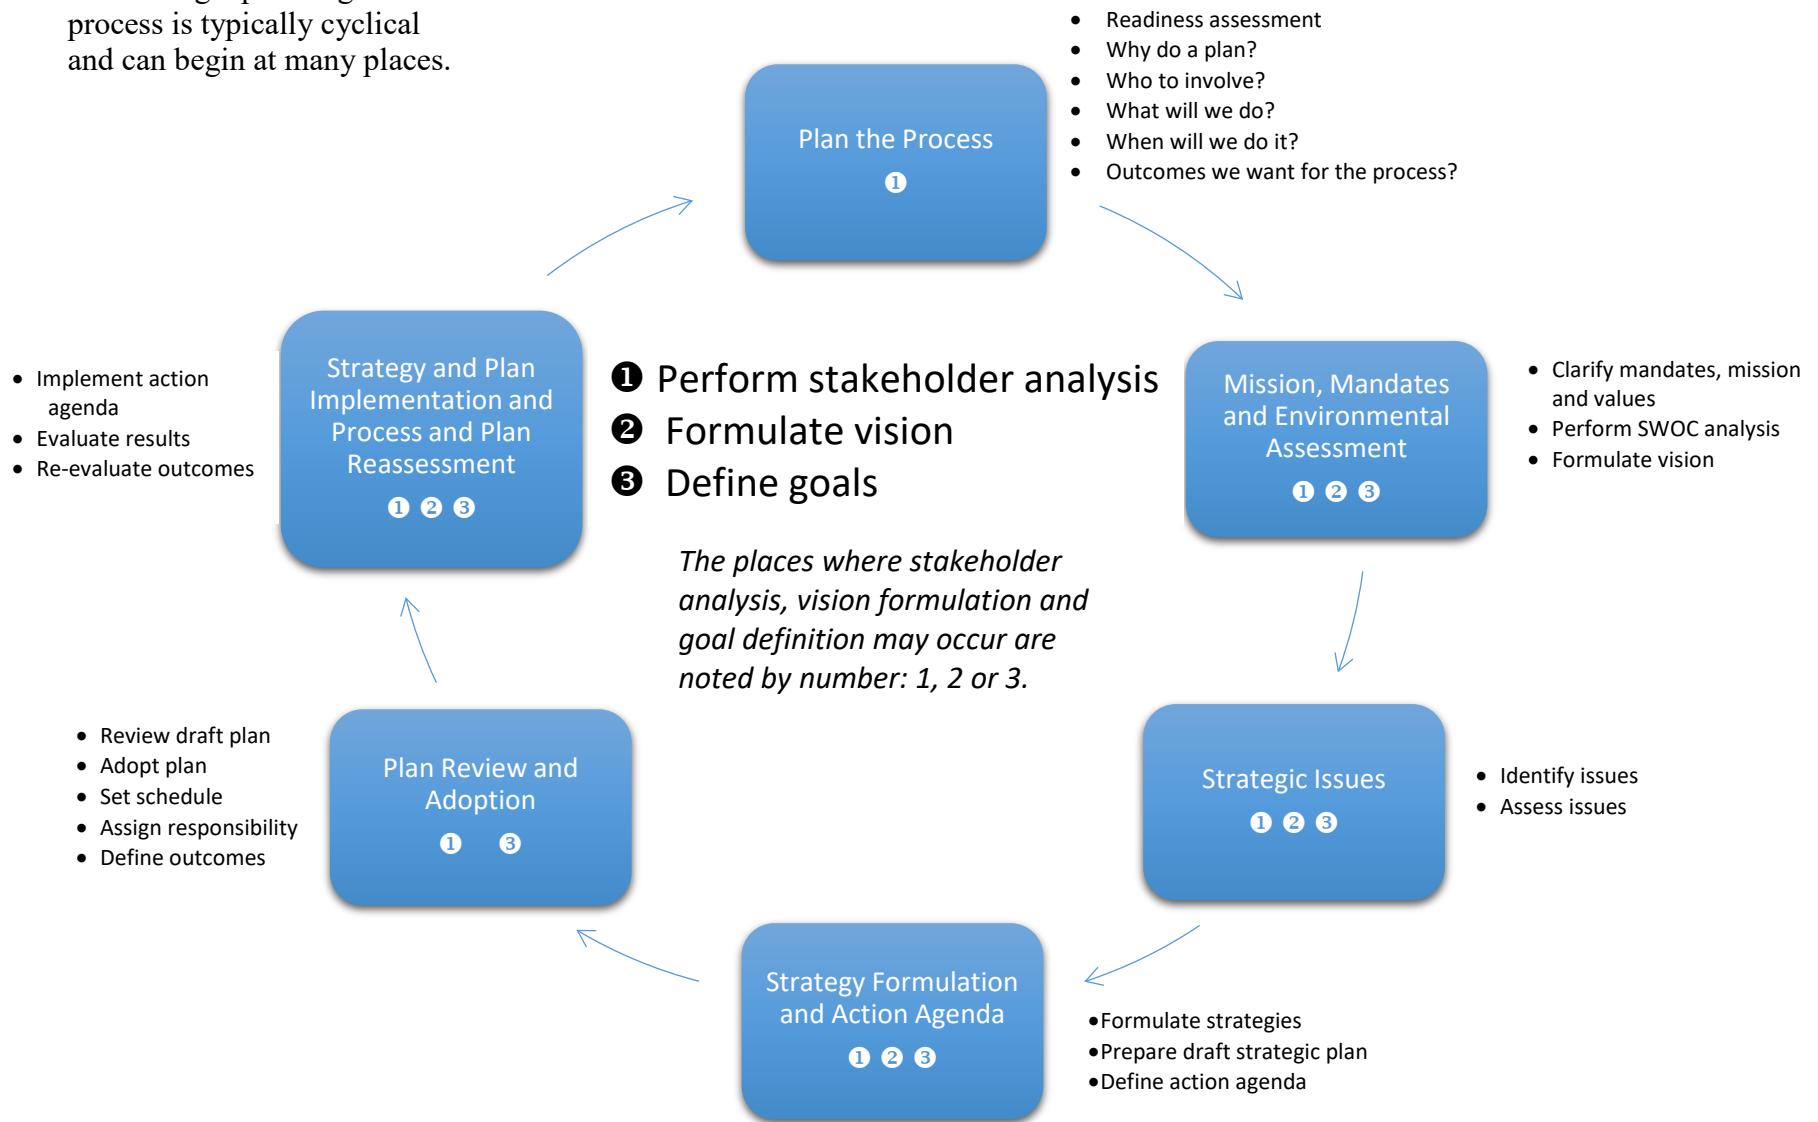 process is typically cyclical
and can begin at many places.
Plan the Process
❶
• Readiness assessment
• Why do a plan?
• Who to involve?
• What will we do?
• When will we do it?
• Outcomes we want for the process?
Strategy and Plan
Implementation and
Process and Plan
Reassessment
❶ ❷ ❸
• Implement action
agenda
• Evaluate results
• Re-evaluate outcomes
❶ Perform stakeholder analysis
❷ Formulate vision
❸ Define goals
The places where stakeholder
analysis, vision formulation and
goal definition may occur are
noted by number: 1, 2 or 3.
Mission, Mandates
and Environmental
Assessment
❶ ❷ ❸
• Clarify mandates, mission
and values
• Perform SWOC analysis
• Formulate vision
Strategic Issues
❶ ❷ ❸
• Identify issues
• Assess issues
Plan Review and
Adoption
❶ ❸
• Review draft plan
• Adopt plan
• Set schedule
• Assign responsibility
• Define outcomes
Strategy Formulation
and Action Agenda
❶ ❷ ❸
•Formulate strategies
•Prepare draft strategic plan
•Define action agenda